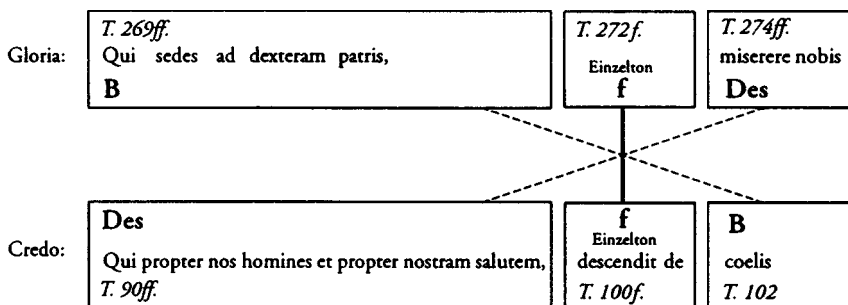 T. 269ff.
T. 272f.
T. 274ff.
Gloria: Qui sedes ad dexteram patris,
Einzelton
miserere nobis
B
f
Des
Des
f
B
Credo:
Einzelton
Qui propter nos homines et propter nostram salutem,
descendit de
coelis
T. 90ff.
T. 100f.
T. 102